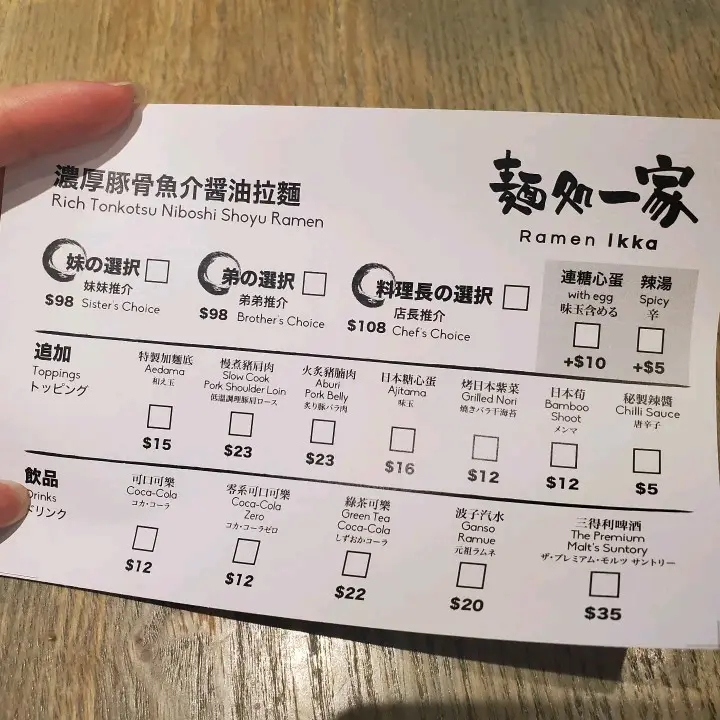 濃厚豚骨魚介醤油拉麵
Rich Tonkotsu Niboshi Shoyu Ramen
麺処一家
Ramen Ikka
妹の選択
妹妹推介
$98 Sister's Choice
弟の選択
弟弟推介
$98 Brother's Choice
料理長の選択
店長推介
$108 Chef's Choice
連糖心蛋
with egg
味玉含める
+$10
辣湯
Spicy
辛
+$5
追加
Toppings
トッピング
特製加麵底
Aedama
和え玉
$15
慢煮豬肩肉
Slow Cook
Pork Shoulder Loin
低温調理豚肩ロース
$23
火炙豬腩肉
Aburi
Pork Belly
炙り豚バラ肉
$23
日本糖心蛋
Ajitama
味玉
$16
烤日本紫菜
Grilled Nori
焼きバラ干海苔
$12
日本筍
Bamboo
Shoot
メンマ
$12
秘製辣醬
Chilli Sauce
唐辛子
$5
飲品
Drinks
ドリンク
可口可樂
Coca-Cola
コカ・コーラ
$12
零系可口可樂
Coca-Cola
Zero
コカ・コーラゼロ
$12
綠茶可樂
Green Tea
Coca-Cola
しずおかコーラ
$22
波子汽水
Ganso
Ramue
元祖ラムネ
$20
三得利啤酒
The Premium
Malt's Suntory
ザ・プレミアム・モルツ サントリー
$35